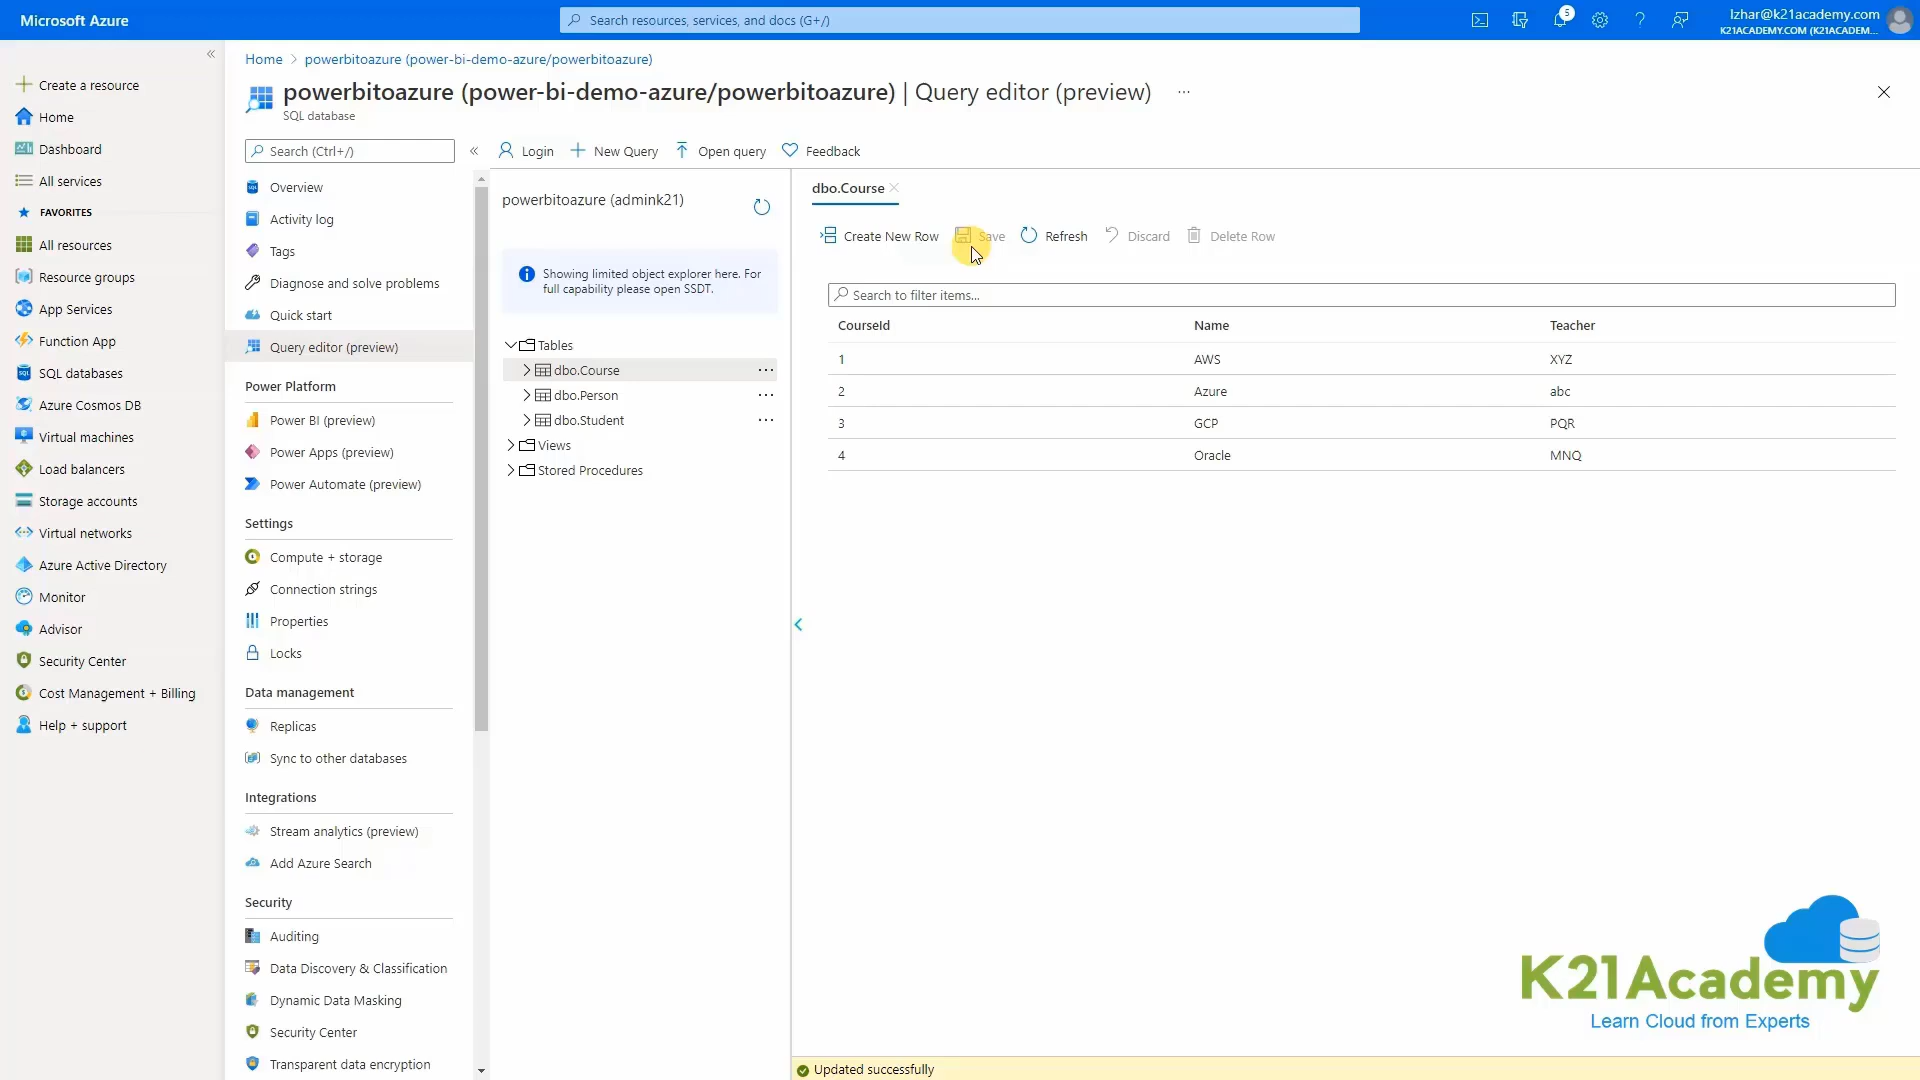 Microsoft Azure
Search resources, services, and docs (G+/)
5
lzhar@k21academy.com
K21ACADEMY.COM (K21ACADEM...
Create a resource
Home
Dashboard
All services
FAVORITES
All resources
Resource groups
App Services
Function App
SQL databases
Azure Cosmos DB
Virtual machines
Load balancers
Storage accounts
Virtual networks
Azure Active Directory
Monitor
Advisor
Security Center
Cost Management + Billing
Help + support
Home > powerbitoazure (power-bi-demo-azure/powerbitoazure)
powerbitoazure (power-bi-demo-azure/powerbitoazure) | Query editor (preview) ...
SQL database
Search (Ctrl+/)
Overview
Activity log
Tags
Diagnose and solve problems
Quick start
Query editor (preview)
Power Platform
Power BI (preview)
Power Apps (preview)
Power Automate (preview)
Settings
Compute + storage
Connection strings
Properties
Locks
Data management
Replicas
Sync to other databases
Integrations
Stream analytics (preview)
Add Azure Search
Security
Auditing
Data Discovery & Classification
Dynamic Data Masking
Security Center
Transparent data encryption
Login New Query Open query Feedback
powerbitoazure (admink21)
Showing limited object explorer here. For
full capability please open SSDT.
Tables
dbo.Course ...
dbo.Person ...
dbo.Student ...
Views
Stored Procedures
dbo.Course
Create New Row Save Refresh Discard Delete Row
Search to filter items...
CourseId Name Teacher
1 AWS XYZ
2 Azure abc
3 GCP PQR
4 Oracle MNQ
K21Academy
Learn Cloud from Experts
Updated successfully